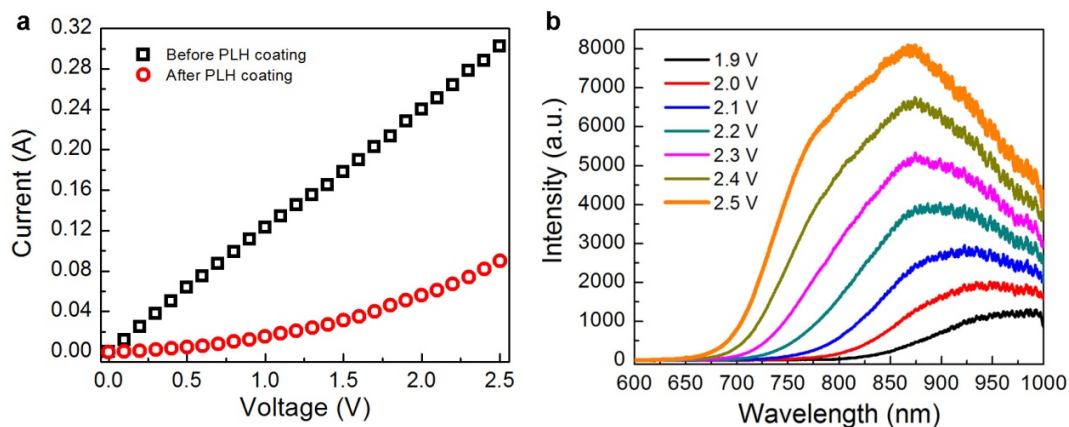 a
0.32
0.28
0.24
0.20
0.16
0.12
0.08
0.04
0.00
Current (A)
Before PLH coating
After PLH coating
0.0 0.5 1.0 1.5 2.0 2.5
Voltage (V)
b
8000
7000
6000
5000
4000
3000
2000
1000
0
Intensity (a.u.)
1.9 V
2.0 V
2.1 V
2.2 V
2.3 V
2.4 V
2.5 V
600 650 700 750 800 850 900 950 1000
Wavelength (nm)